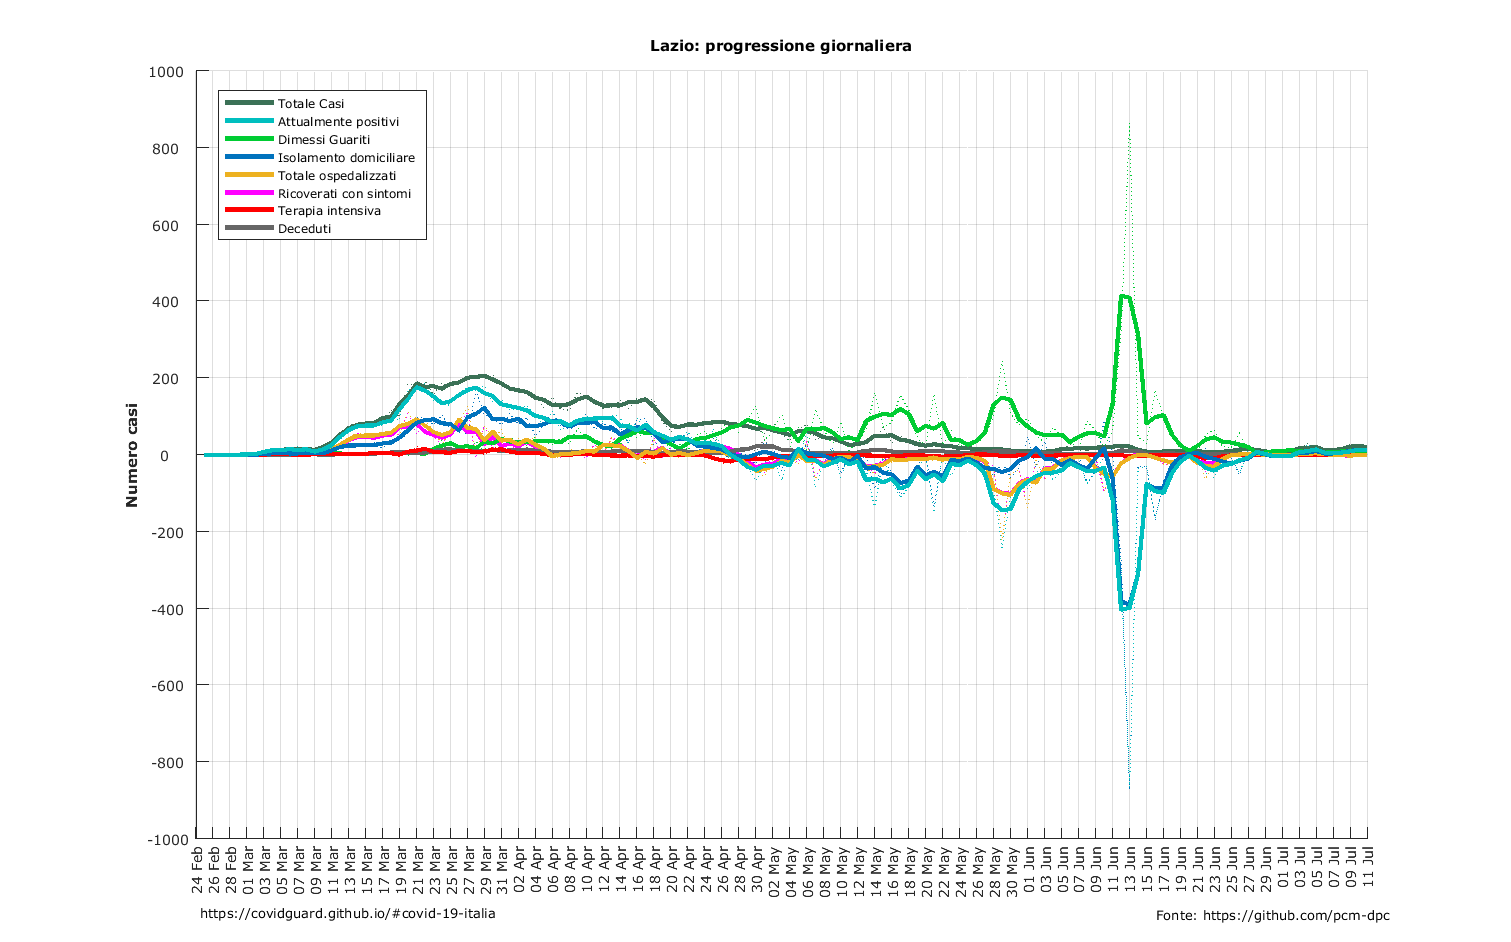 Lazio: progressione giornaliera
Numero casi
1000
800
600
400
200
0
-200
-400
-600
-800
-1000
Totale Casi
Attualmente positivi
Dimessi Guariti
Isolamento domiciliare
Totale ospedalizzati
Ricoverati con sintomi
Terapia intensiva
Deceduti
24 Feb
26 Feb
28 Feb
01 Mar
03 Mar
05 Mar
07 Mar
09 Mar
11 Mar
13 Mar
15 Mar
17 Mar
19 Mar
21 Mar
23 Mar
25 Mar
27 Mar
29 Mar
31 Mar
02 Apr
04 Apr
06 Apr
08 Apr
10 Apr
12 Apr
14 Apr
16 Apr
18 Apr
20 Apr
22 Apr
24 Apr
26 Apr
28 Apr
30 Apr
02 May
04 May
06 May
08 May
10 May
12 May
14 May
16 May
18 May
20 May
22 May
24 May
26 May
28 May
30 May
01 Jun
03 Jun
05 Jun
07 Jun
09 Jun
11 Jun
13 Jun
15 Jun
17 Jun
19 Jun
21 Jun
23 Jun
25 Jun
27 Jun
29 Jun
01 Jul
03 Jul
05 Jul
07 Jul
09 Jul
11 Jul
https://covidguard.github.io/#covid-19-italia
Fonte: https://github.com/pcm-dpc